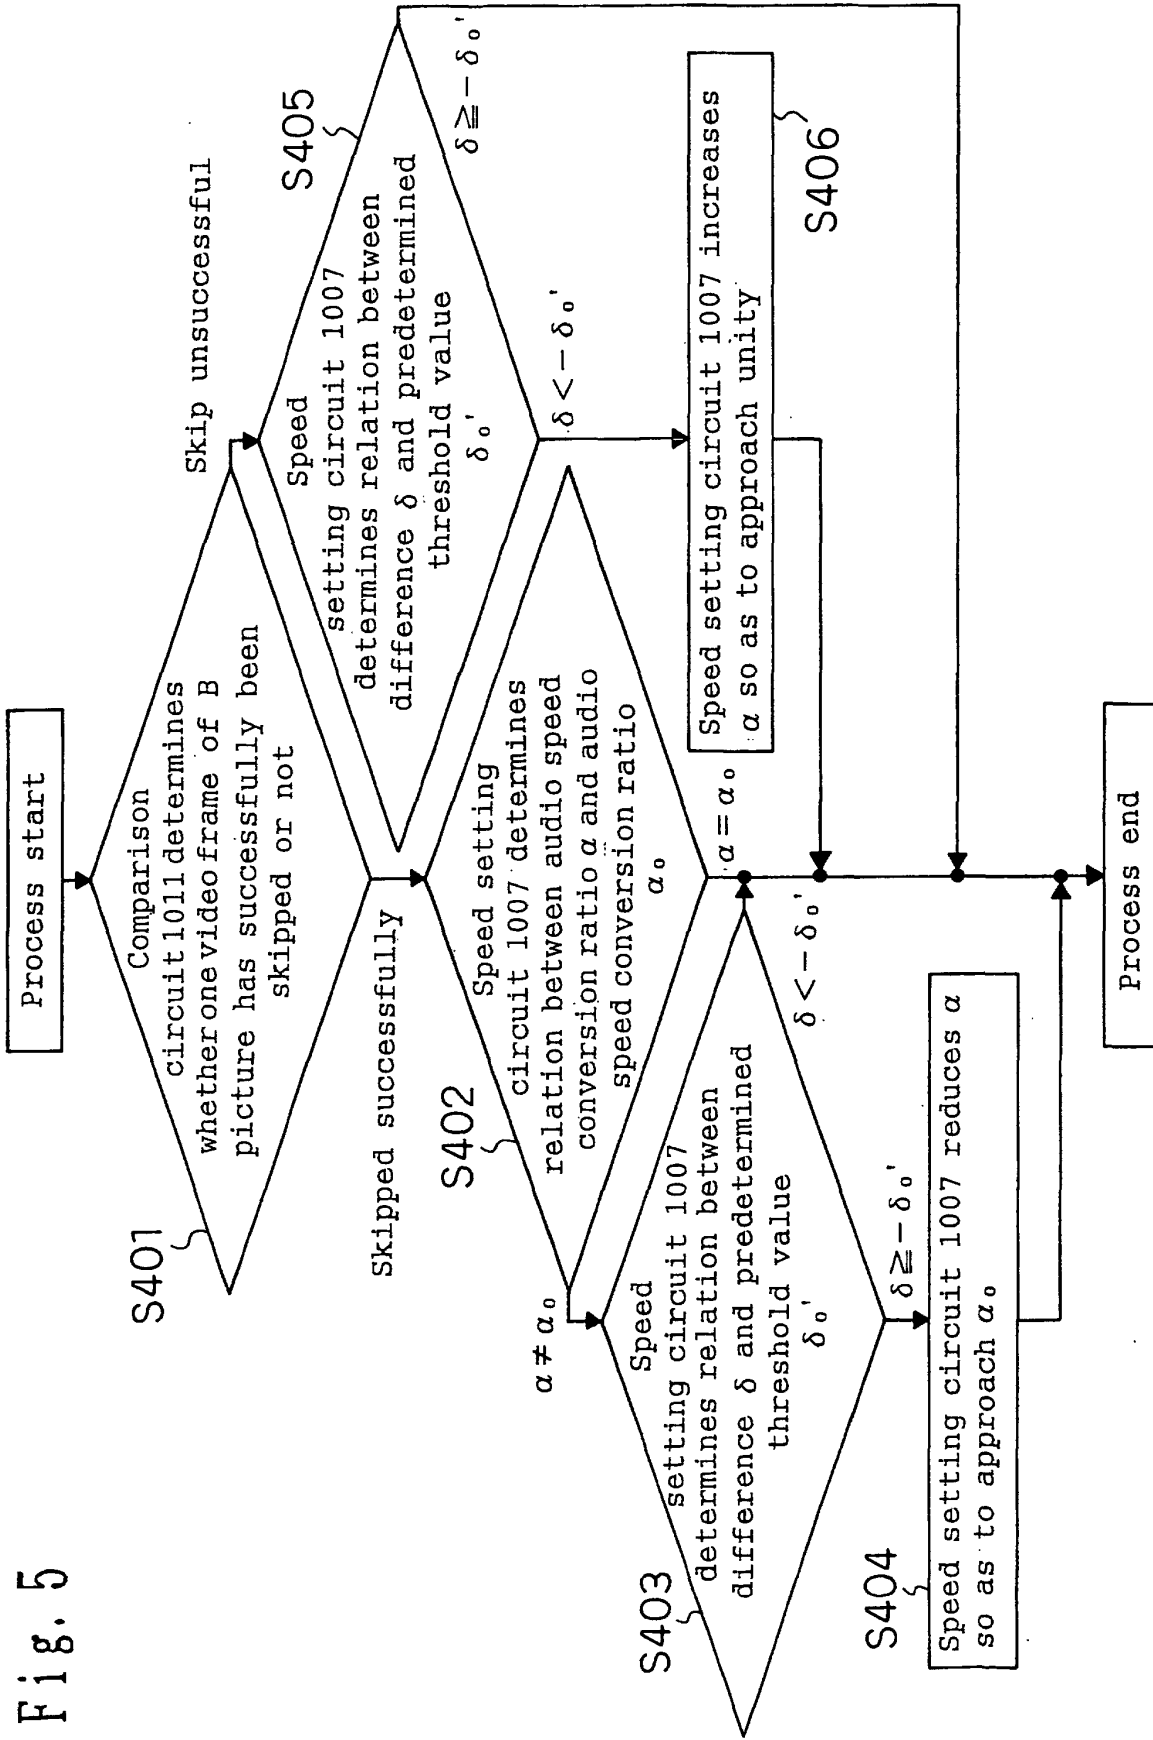 Fig. 5
Process start
S401
Comparison
circuit 1011 determines
whether one video frame of B
picture has successfully been
skipped or not
Skip unsuccessful
Skipped successfully
S405
Speed
setting circuit 1007
determines relation between
difference δ and predetermined
threshold value
δ₀'
δ≧−δ₀'
δ<−δ₀'
S402
Speed setting
circuit 1007 determines
relation between audio speed
conversion ratio α and audio
speed conversion ratio
α₀
α≠α₀
α=α₀
S406
Speed setting circuit 1007 increases
α so as to approach unity
S403
Speed
setting circuit 1007
determines relation between
difference δ and predetermined
threshold value
δ₀'
δ<−δ₀'
δ≧−δ₀'
S404
Speed setting circuit 1007 reduces α
so as to approach α₀
Process end